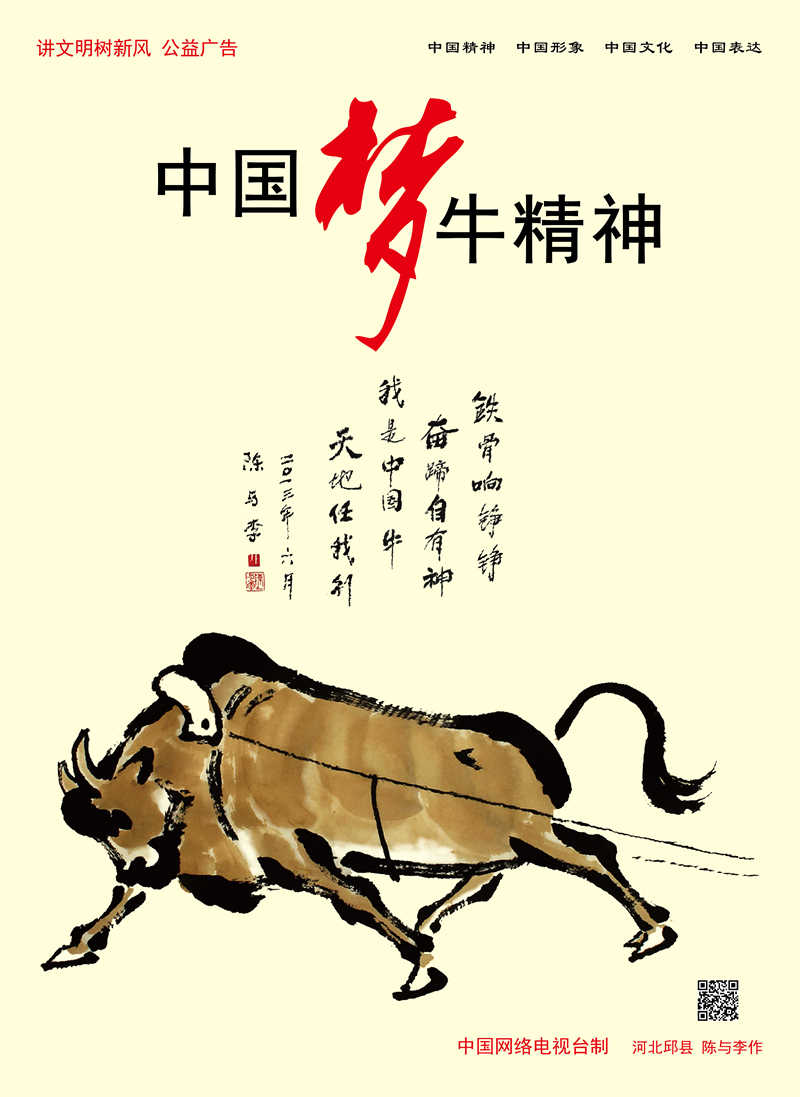 讲文明树新风 公益广告
中国精神 中国形象 中国文化 中国表达
中国梦牛精神
鉄骨响铮铮
奋蹄自有神
我是中国牛
天地任我行
二〇一三年六月
陈与李
中国网络电视台制 河北邱县 陈与李作